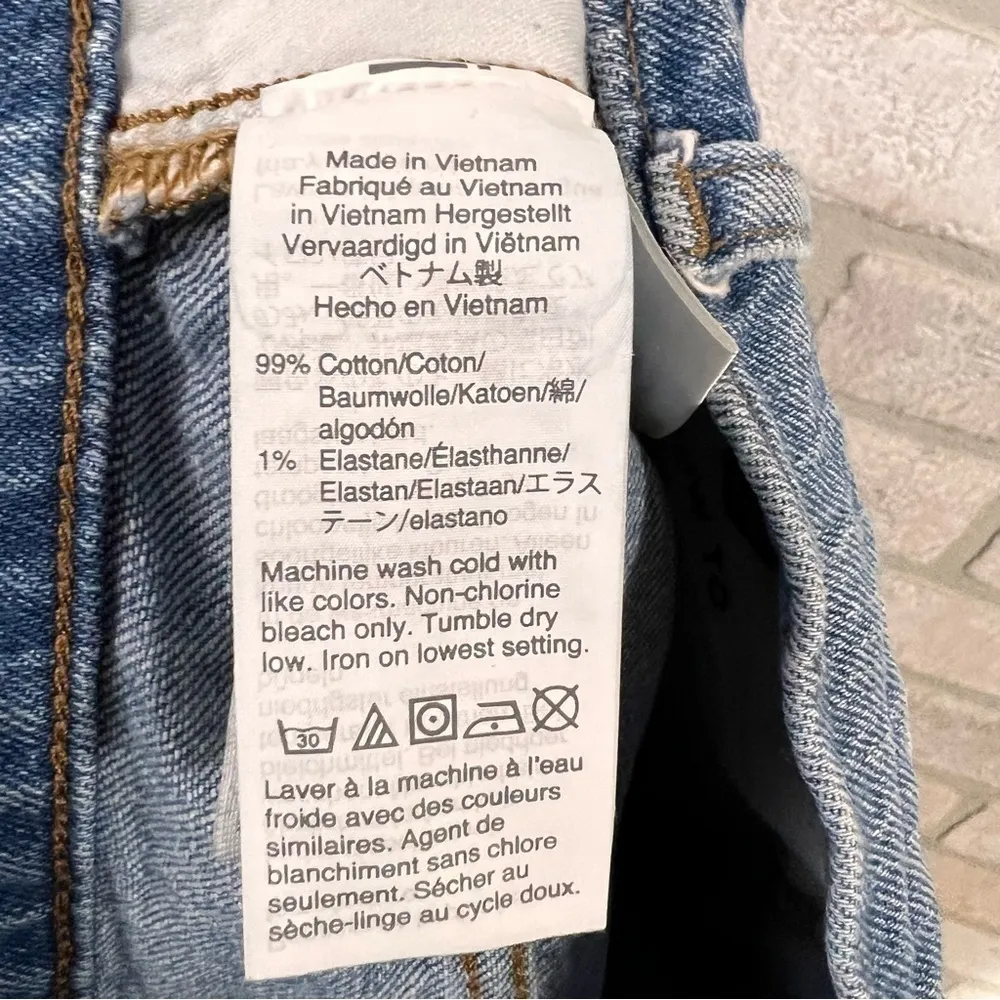 Made in Vietnam
Fabriqué au Vietnam
in Vietnam Hergestellt
Vervaardigd in Viëtnam
ベトナム製
Hecho en Vietnam
99% Cotton/Coton/
Baumwolle/Katoen/綿/
algodón
1% Elastane/Élasthanne/
Elastan/Elastaan/エラス
テーン/elastano
Machine wash cold with
like colors. Non-chlorine
bleach only. Tumble dry
low. Iron on lowest setting.
30
Laver à la machine à l'eau
froide avec des couleurs
similaires. Agent de
blanchiment sans chlore
seulement. Sécher au
sèche-linge au cycle doux.